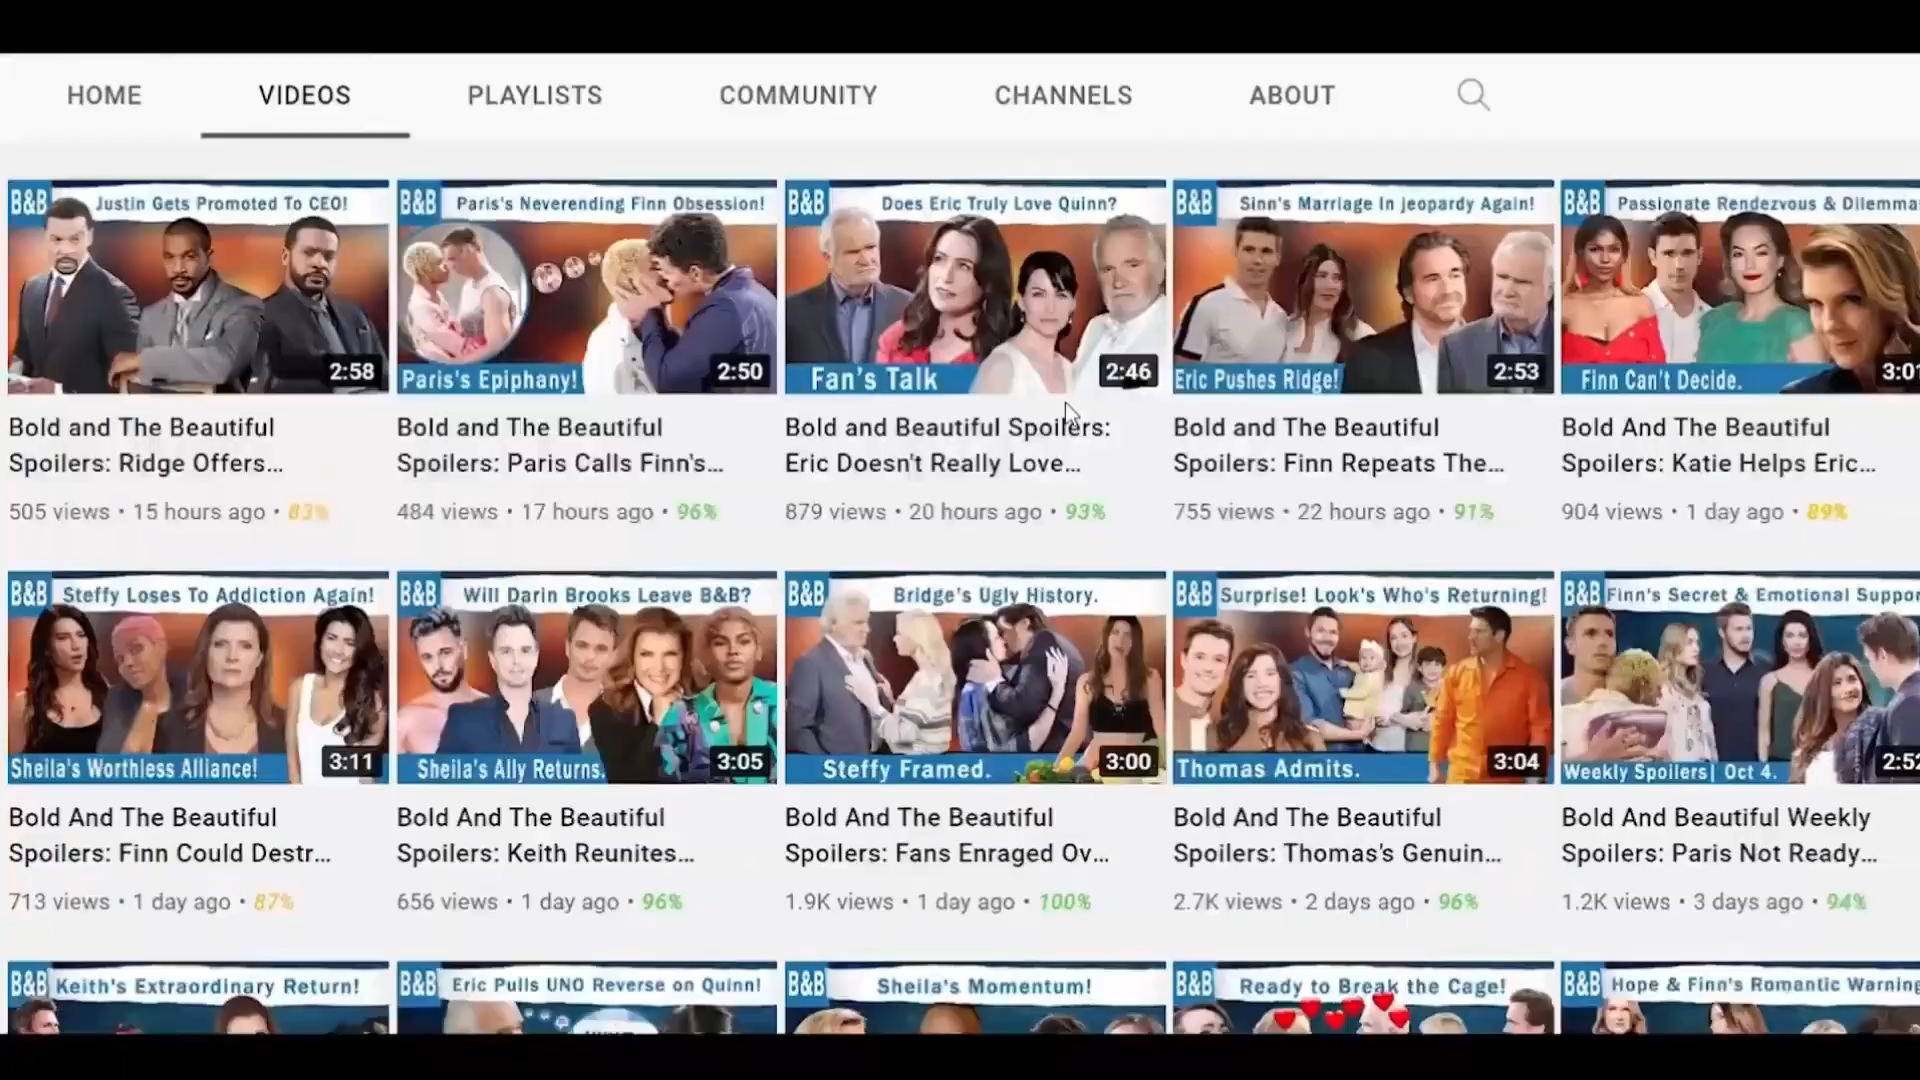 HOME VIDEOS PLAYLISTS COMMUNITY CHANNELS ABOUT
B&B Justin Gets Promoted To CEO!
2:58
Bold and The Beautiful
Spoilers: Ridge Offers...
505 views • 15 hours ago • 83%
B&B Paris's Neverending Finn Obsession!
Paris's Epiphany!
2:50
Bold and The Beautiful
Spoilers: Paris Calls Finn's...
484 views • 17 hours ago • 96%
B&B Does Eric Truly Love Quinn?
Fan's Talk
2:46
Bold and Beautiful Spoilers:
Eric Doesn't Really Love...
879 views • 20 hours ago • 93%
B&B Sinn's Marriage In Jeopardy Again!
Eric Pushes Ridge!
2:53
Bold and The Beautiful
Spoilers: Finn Repeats The...
755 views • 22 hours ago • 91%
B&B Passionate Rendezvous & Dilemma
Finn Can't Decide.
3:01
Bold And The Beautiful
Spoilers: Katie Helps Eric...
904 views • 1 day ago • 89%
B&B Steffy Loses To Addiction Again!
Sheila's Worthless Alliance!
3:11
Bold And The Beautiful
Spoilers: Finn Could Destr...
713 views • 1 day ago • 87%
B&B Will Darin Brooks Leave B&B?
Sheila's Ally Returns.
3:05
Bold And The Beautiful
Spoilers: Keith Reunites...
656 views • 1 day ago • 96%
B&B Bridge's Ugly History.
Steffy Framed.
3:00
Bold And The Beautiful
Spoilers: Fans Enraged Ov...
1.9K views • 1 day ago • 100%
B&B Surprise! Look's Who's Returning!
Thomas Admits.
3:04
Bold And The Beautiful
Spoilers: Thomas's Genuin...
2.7K views • 2 days ago • 96%
B&B Finn's Secret & Emotional Suppor
Weekly Spoilers| Oct 4.
2:52
Bold And Beautiful Weekly
Spoilers: Paris Not Ready...
1.2K views • 3 days ago • 94%
B&B Keith's Extraordinary Return!
B&B Eric Pulls UNO Reverse on Quinn!
B&B Sheila's Momentum!
B&B Ready to Break the Cage!
B&B Hope & Finn's Romantic Warning